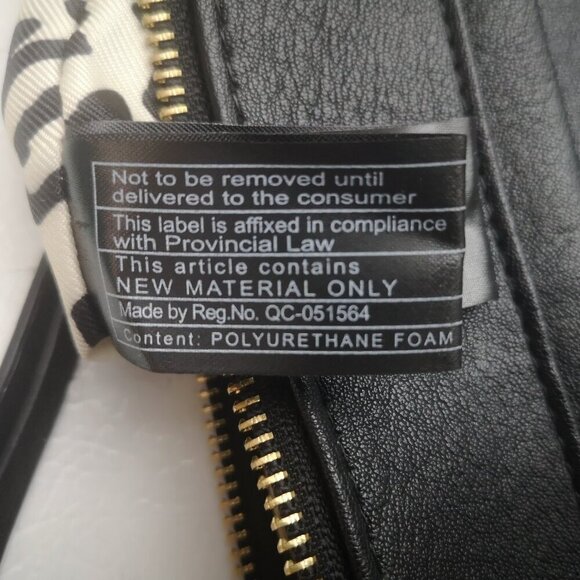 Not to be removed until
delivered to the consumer
This label is affixed in compliance
with Provincial Law
This article contains
NEW MATERIAL ONLY
Made by Reg.No. QC-051564
Content: POLYURETHANE FOAM